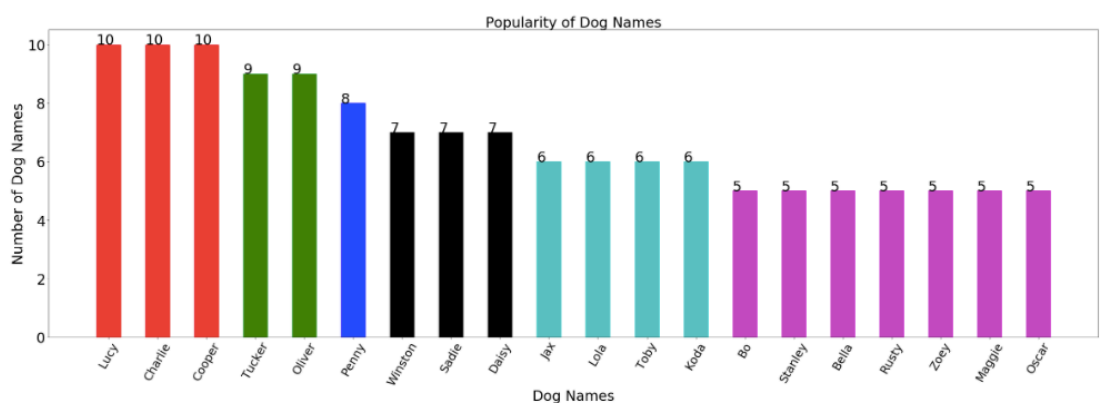 Popularity of Dog Names
Number of Dog Names
10
8
6
4
2
0
10 10 10 9 9 8 7 7 7 6 6 6 6 5 5 5 5 5 5 5
Lucy Charlie Cooper Tucker Oliver Penny Winston Sadie Daisy Jax Lola Toby Koda Bo Stanley Bella Rusty Zoey Maggie Oscar
Dog Names